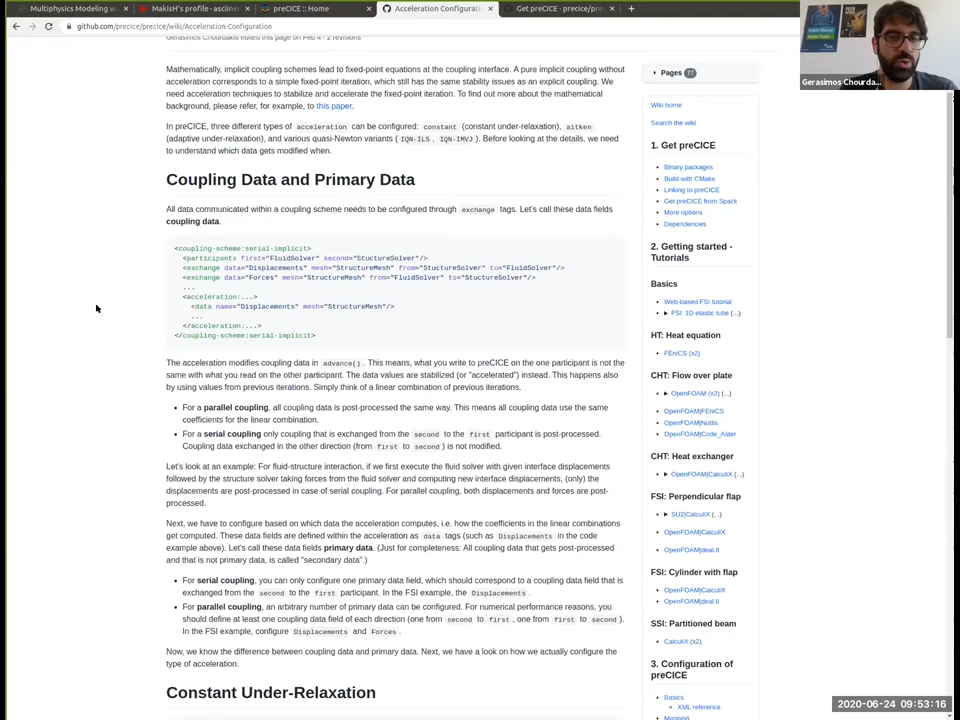 Multiphysics Modeling w
MakisH's profile - asciiner
preCICE :: Home
Acceleration Configurati
Get preCICE · precice/prec
github.com/precice/precice/wiki/Acceleration-Configuration
Gerasimos Chourdakis edited this page on Feb 4 · 2 revisions
Mathematically, implicit coupling schemes lead to fixed-point equations at the coupling interface. A pure implicit coupling without
acceleration corresponds to a simple fixed-point iteration, which still has the same stability issues as an explicit coupling. We
need acceleration techniques to stabilize and accelerate the fixed-point iteration. To find out more about the mathematical
background, please refer, for example, to this paper.
In preCICE, three different types of acceleration can be configured: constant (constant under-relaxation), aitken
(adaptive under-relaxation), and various quasi-Newton variants ( IQN-ILS , IQN-IMVJ ). Before looking at the details, we need
to understand which data gets modified when.
Coupling Data and Primary Data
All data communicated within a coupling scheme needs to be configured through exchange tags. Let's call these data fields
coupling data.
<coupling-scheme:serial-implicit>
<participants first="FluidSolver" second="StuctureSolver"/>
<exchange data="Displacements" mesh="StructureMesh" from="StuctureSolver" to="FluidSolver"/>
<exchange data="Forces" mesh="StructureMesh" from="FluidSolver" to="StuctureSolver"/>
...
<acceleration:...>
<data name="Displacements" mesh="StructureMesh"/>
...
</acceleration:...>
</coupling-scheme:serial-implicit>
The acceleration modifies coupling data in advance() . This means, what you write to preCICE on the one participant is not the
same with what you read on the other participant. The data values are stabilized (or "accelerated") instead. This happens also
by using values from previous iterations. Simply think of a linear combination of previous iterations.
• For a parallel coupling, all coupling data is post-processed the same way. This means all coupling data use the same
coefficients for the linear combination.
• For a serial coupling only coupling that is exchanged from the second to the first participant is post-processed.
Coupling data exchanged in the other direction (from first to second ) is not modified.
Let's look at an example: For fluid-structure interaction, if we first execute the fluid solver with given interface displacements
followed by the structure solver taking forces from the fluid solver and computing new interface displacements, (only) the
displacements are post-processed in case of serial coupling. For parallel coupling, both displacements and forces are post-
processed.
Next, we have to configure based on which data the acceleration computes, i.e. how the coefficients in the linear combinations
get computed. These data fields are defined within the acceleration as data tags (such as Displacements in the code
example above). Let's call these data fields primary data. (Just for completeness: All coupling data that gets post-processed
and that is not primary data, is called "secondary data".)
• For serial coupling, you can only configure one primary data field, which should correspond to a coupling data field that is
exchanged from the second to the first participant. In the FSI example, the Displacements .
• For parallel coupling, an arbitrary number of primary data can be configured. For numerical performance reasons, you
should define at least one coupling data field of each direction (one from second to first , one from first to second ).
In the FSI example, configure Displacements and Forces .
Now, we know the difference between coupling data and primary data. Next, we have a look on how we actually configure the
type of acceleration.
Constant Under-Relaxation
Pages 77
Wiki home
Search the wiki
1. Get preCICE
• Binary packages
• Build with CMake
• Linking to preCICE
• Get preCICE from Spack
• More options
• Dependencies
2. Getting started -
Tutorials
Basics
• Web-based FSI tutorial
• FSI: 1D elastic tube (...)
HT: Heat equation
• FEniCS (x2)
CHT: Flow over plate
• OpenFOAM (x2) (...)
• OpenFOAM|FEniCS
• OpenFOAM|Nutils
• OpenFOAM|Code_Aster
CHT: Heat exchanger
• OpenFOAM|CalculiX (...)
FSI: Perpendicular flap
• SU2|CalculiX (...)
• OpenFOAM|CalculiX
• OpenFOAM|deal.II
FSI: Cylinder with flap
• OpenFOAM|CalculiX
• OpenFOAM|deal.Ii
SSI: Partitioned beam
• CalculiX (x2)
3. Configuration of
preCICE
• Basics
• XML reference
• Mapping
Gerasimos Chourda...
2020-06-24 09:53:16